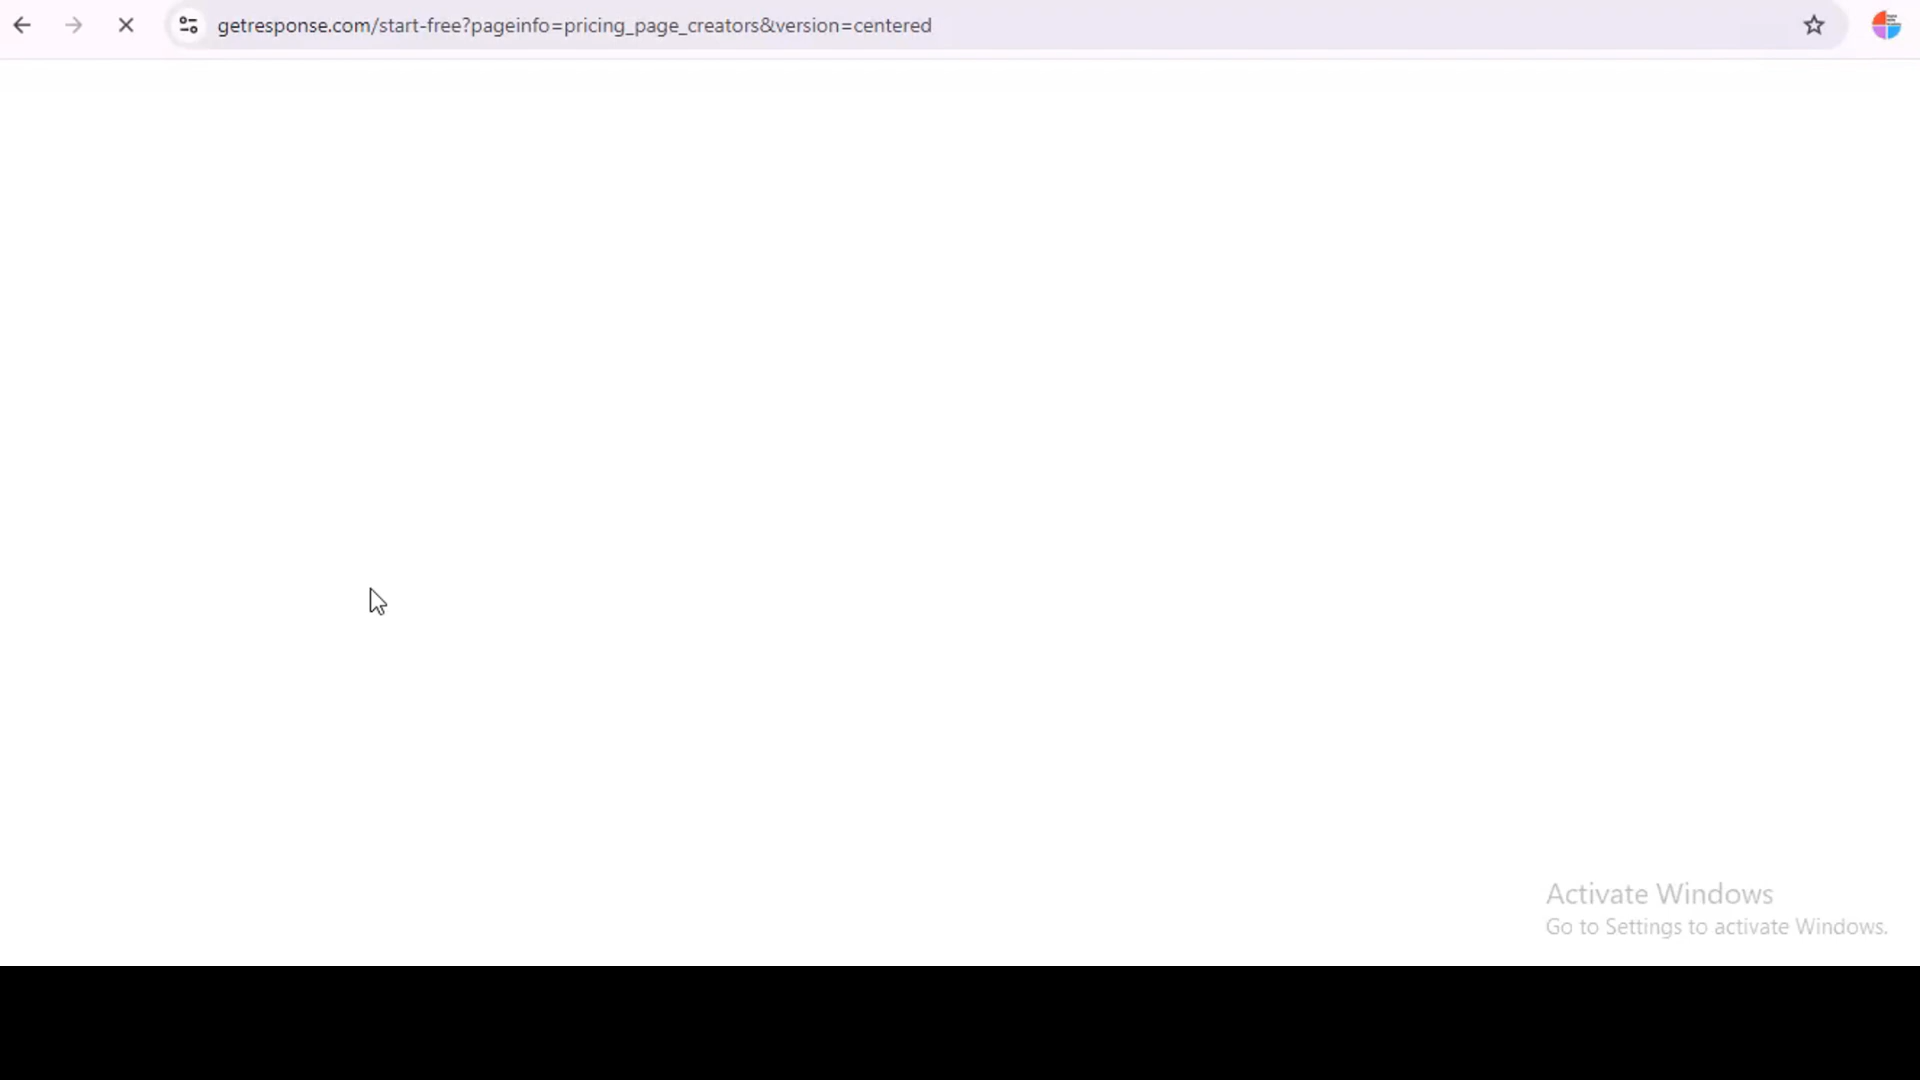 getresponse.com/start-free?pageinfo=pricing_page_creators&version=centered
Activate Windows
Go to Settings to activate Windows.